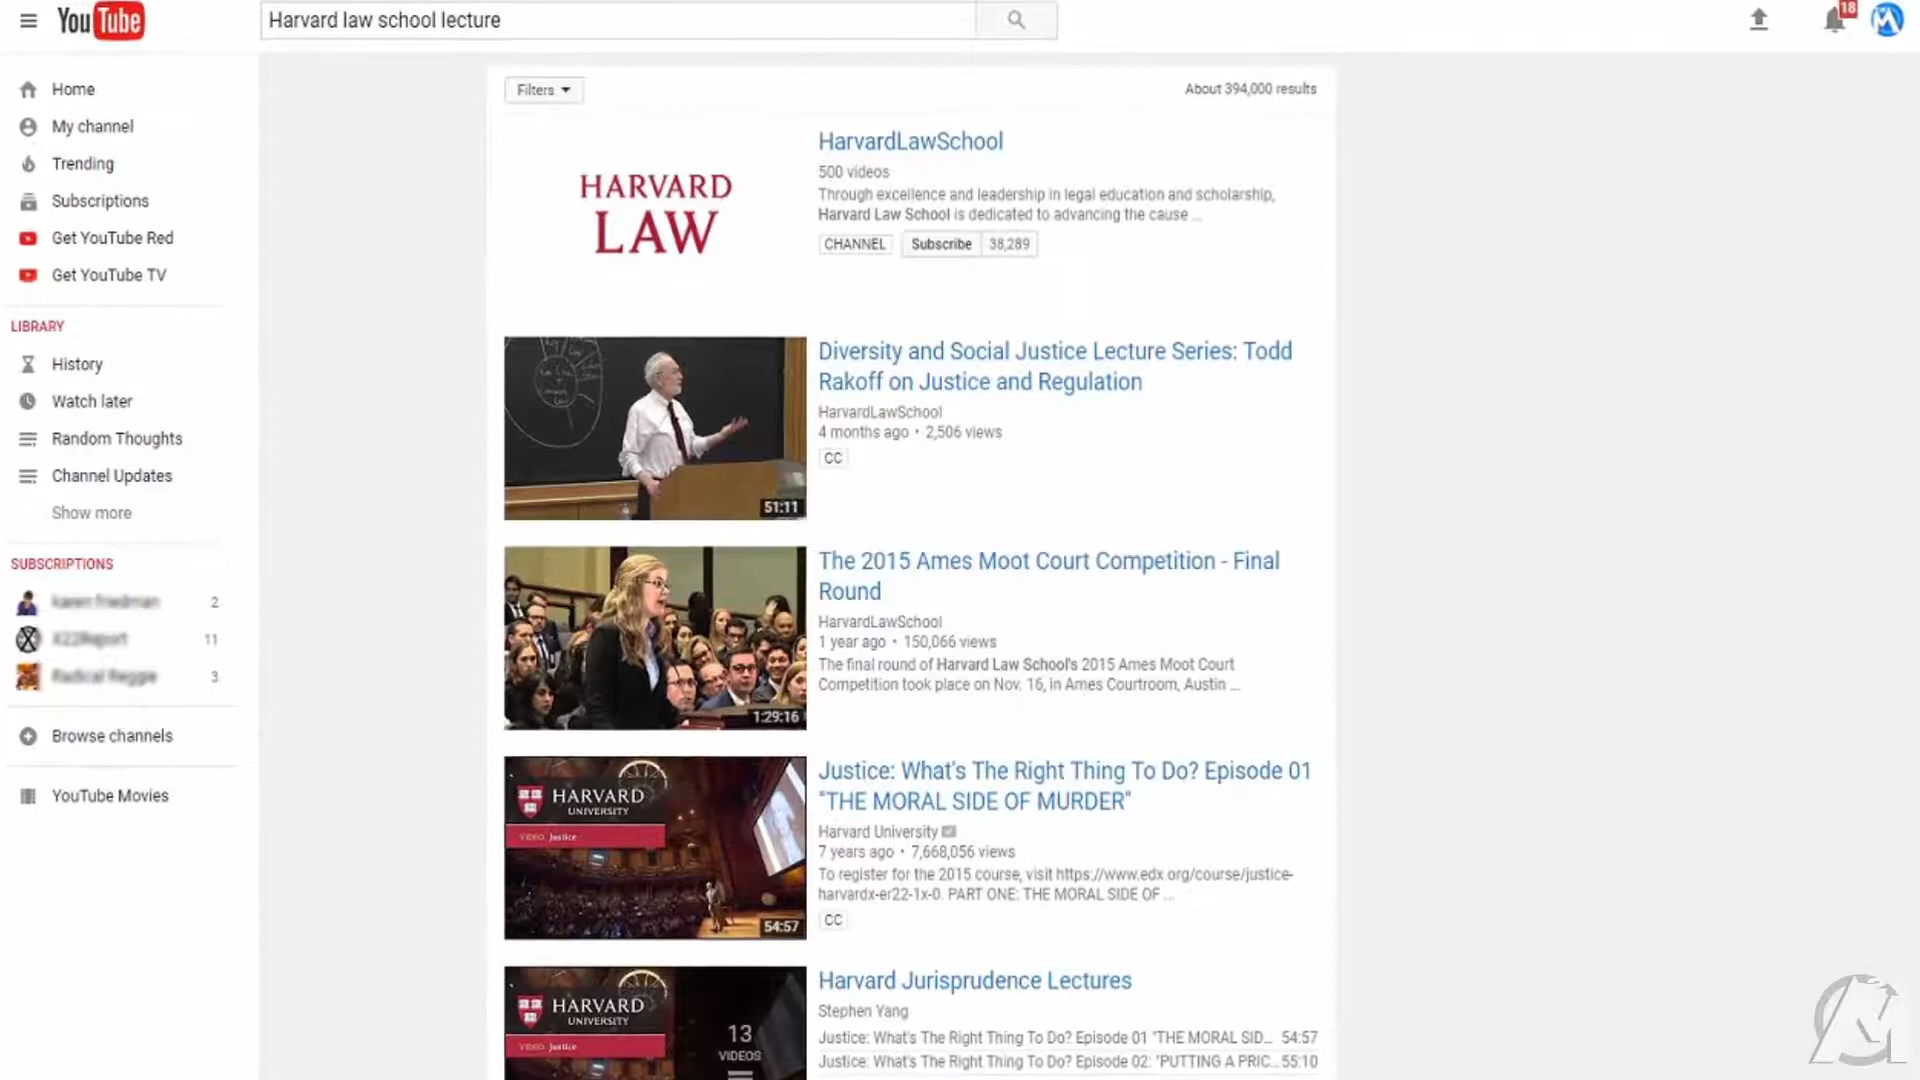 YouTube
Harvard law school lecture
18
Home
My channel
Trending
Subscriptions
Get YouTube Red
Get YouTube TV
LIBRARY
History
Watch later
Random Thoughts
Channel Updates
Show more
SUBSCRIPTIONS
2
11
3
Browse channels
YouTube Movies
Filters
About 394,000 results
HARVARD
LAW
HarvardLawSchool
500 videos
Through excellence and leadership in legal education and scholarship,
Harvard Law School is dedicated to advancing the cause ...
CHANNEL
Subscribe 38,289
51:11
Diversity and Social Justice Lecture Series: Todd
Rakoff on Justice and Regulation
HarvardLawSchool
4 months ago • 2,506 views
CC
1:29:16
The 2015 Ames Moot Court Competition - Final
Round
HarvardLawSchool
1 year ago • 150,066 views
The final round of Harvard Law School's 2015 Ames Moot Court
Competition took place on Nov. 16, in Ames Courtroom, Austin ...
HARVARD
UNIVERSITY
VIDEO Justice
54:57
Justice: What's The Right Thing To Do? Episode 01
"THE MORAL SIDE OF MURDER"
Harvard University
7 years ago • 7,668,056 views
To register for the 2015 course, visit https://www.edx.org/course/justice-
harvardx-er22-1x-0. PART ONE: THE MORAL SIDE OF ...
CC
HARVARD
UNIVERSITY
VIDEO Justice
13
VIDEOS
Harvard Jurisprudence Lectures
Stephen Yang
Justice: What's The Right Thing To Do? Episode 01 "THE MORAL SID... 54:57
Justice: What's The Right Thing To Do? Episode 02: "PUTTING A PRIC... 55:10